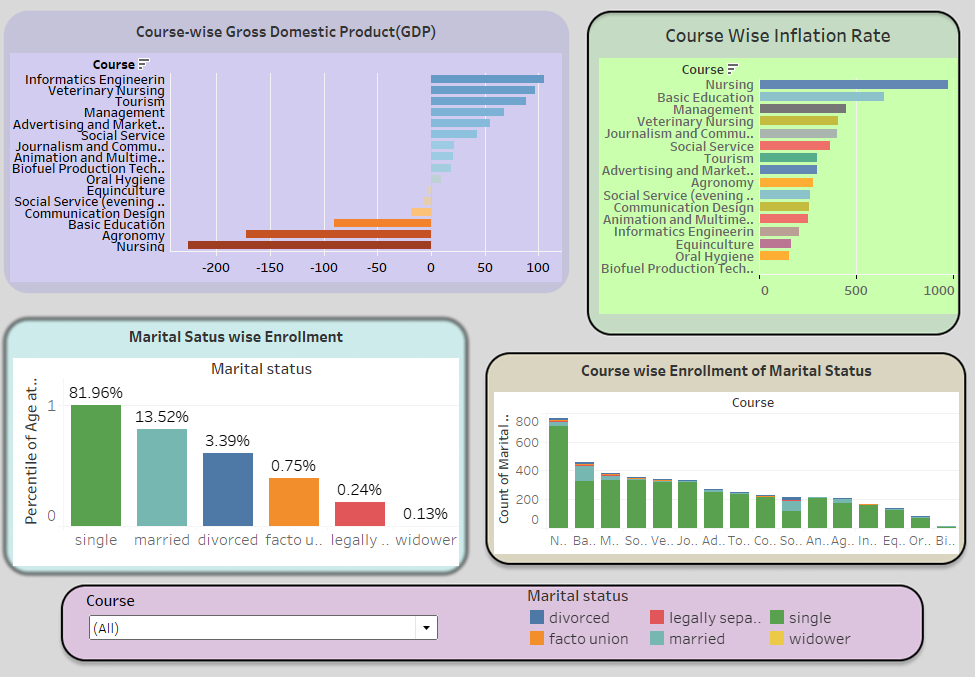 Course-wise Gross Domestic Product(GDP)
Course
Informatics Engineerin
Veterinary Nursing
Tourism
Management
Advertising and Market..
Social Service
Journalism and Commu..
Animation and Multime..
Biofuel Production Tech..
Oral Hygiene
Equinculture
Social Service (evening ..
Communication Design
Basic Education
Agronomy
Nursing
-200 -150 -100 -50 0 50 100
Course Wise Inflation Rate
Course
Nursing
Basic Education
Management
Veterinary Nursing
Journalism and Commu..
Social Service
Tourism
Advertising and Market..
Agronomy
Social Service (evening ..
Communication Design
Animation and Multime..
Informatics Engineerin
Equinculture
Oral Hygiene
Biofuel Production Tech..
0 500 1000
Marital Satus wise Enrollment
Marital status
Percentile of Age at..
1
0
81.96%
13.52%
3.39%
0.75%
0.24%
0.13%
single married divorced facto u.. legally .. widower
Course wise Enrollment of Marital Status
Course
Count of Marital..
800
600
400
200
0
N.. Ba.. M.. So.. Ve.. Jo.. Ad.. To.. Co.. So.. An.. Ag.. In.. Eq.. Or.. Bi..
Course
(All)
Marital status
divorced legally sepa.. single
facto union married widower